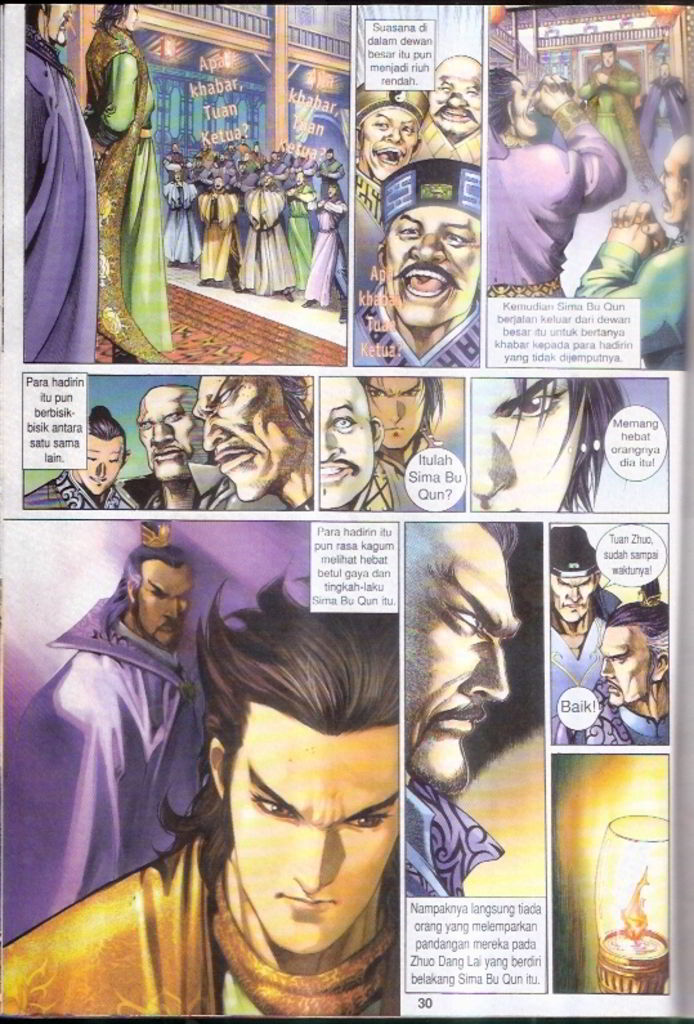 Apa
khabar,
Tuan
Ketua?
Apa
khabar,
Tuan
Ketua?
Suasana di
dalam dewan
besar itu pun
menjadi riuh
rendah.
Apa
khabar,
Tuan
Ketua?
Kemudian Sima Bu Qun
berjalan keluar dari dewan
besar itu untuk bertanya
khabar kepada para hadirin
yang tidak dijemputnya.
Para hadirin
itu pun
berbisik-
bisik antara
satu sama
lain.
Itulah
Sima Bu
Qun?
Memang
hebat
orangnya
dia itu!
Para hadirin itu
pun rasa kagum
melihat hebat
betul gaya dan
tingkah-laku
Sima Bu Qun itu.
Tuan Zhuo,
sudah sampai
waktunya!
Baik!
Nampaknya langsung tiada
orang yang melemparkan
pandangan mereka pada
Zhuo Dang Lai yang berdiri
belakang Sima Bu Qun itu.
30